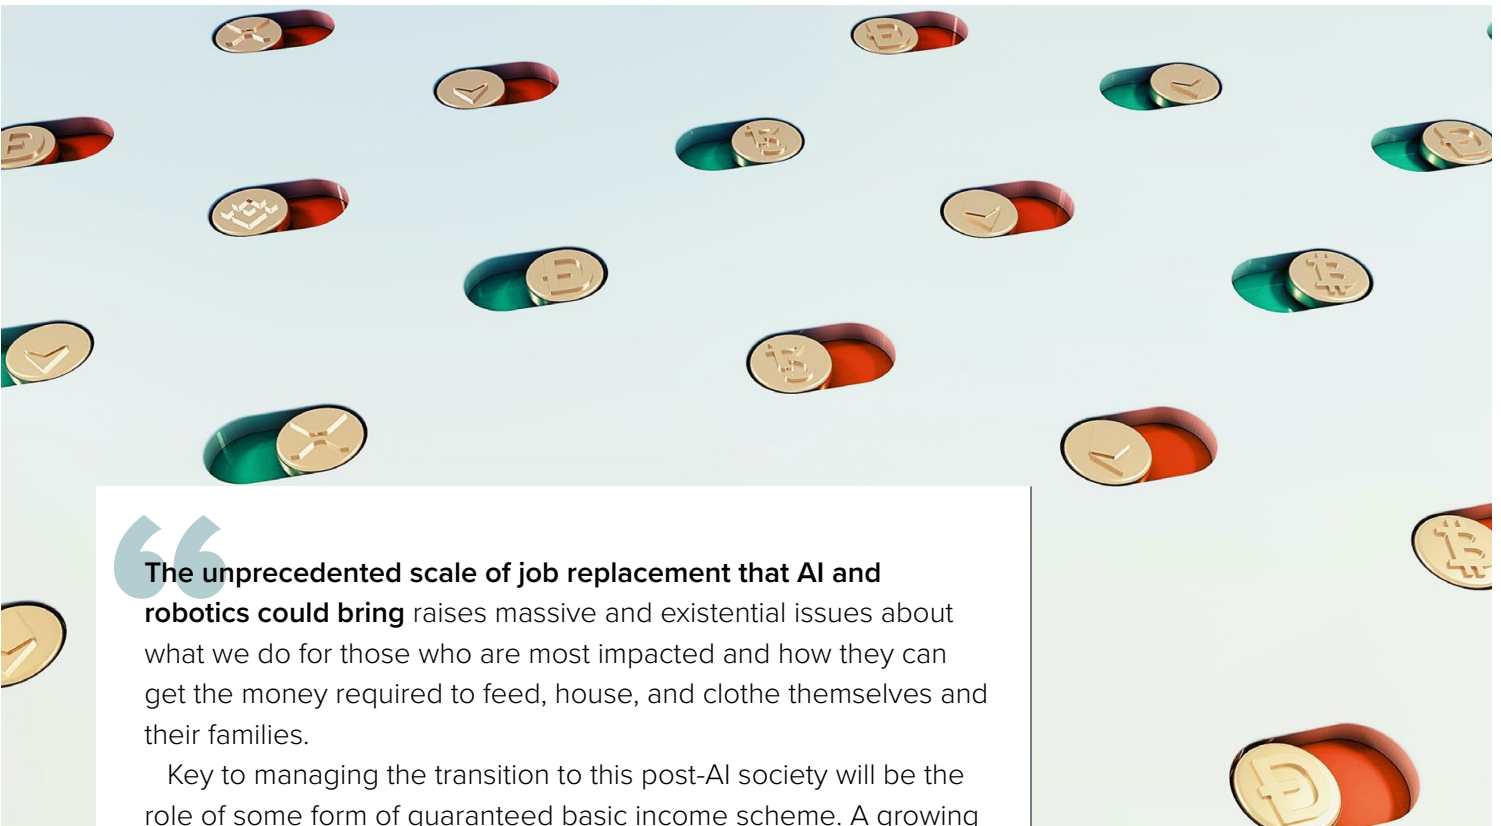 “
The unprecedented scale of job replacement that AI and
robotics could bring raises massive and existential issues about
what we do for those who are most impacted and how they can
get the money required to feed, house, and clothe themselves and
their families.
Key to managing the transition to this post-AI society will be the
role of some form of guaranteed basic income scheme. A growing